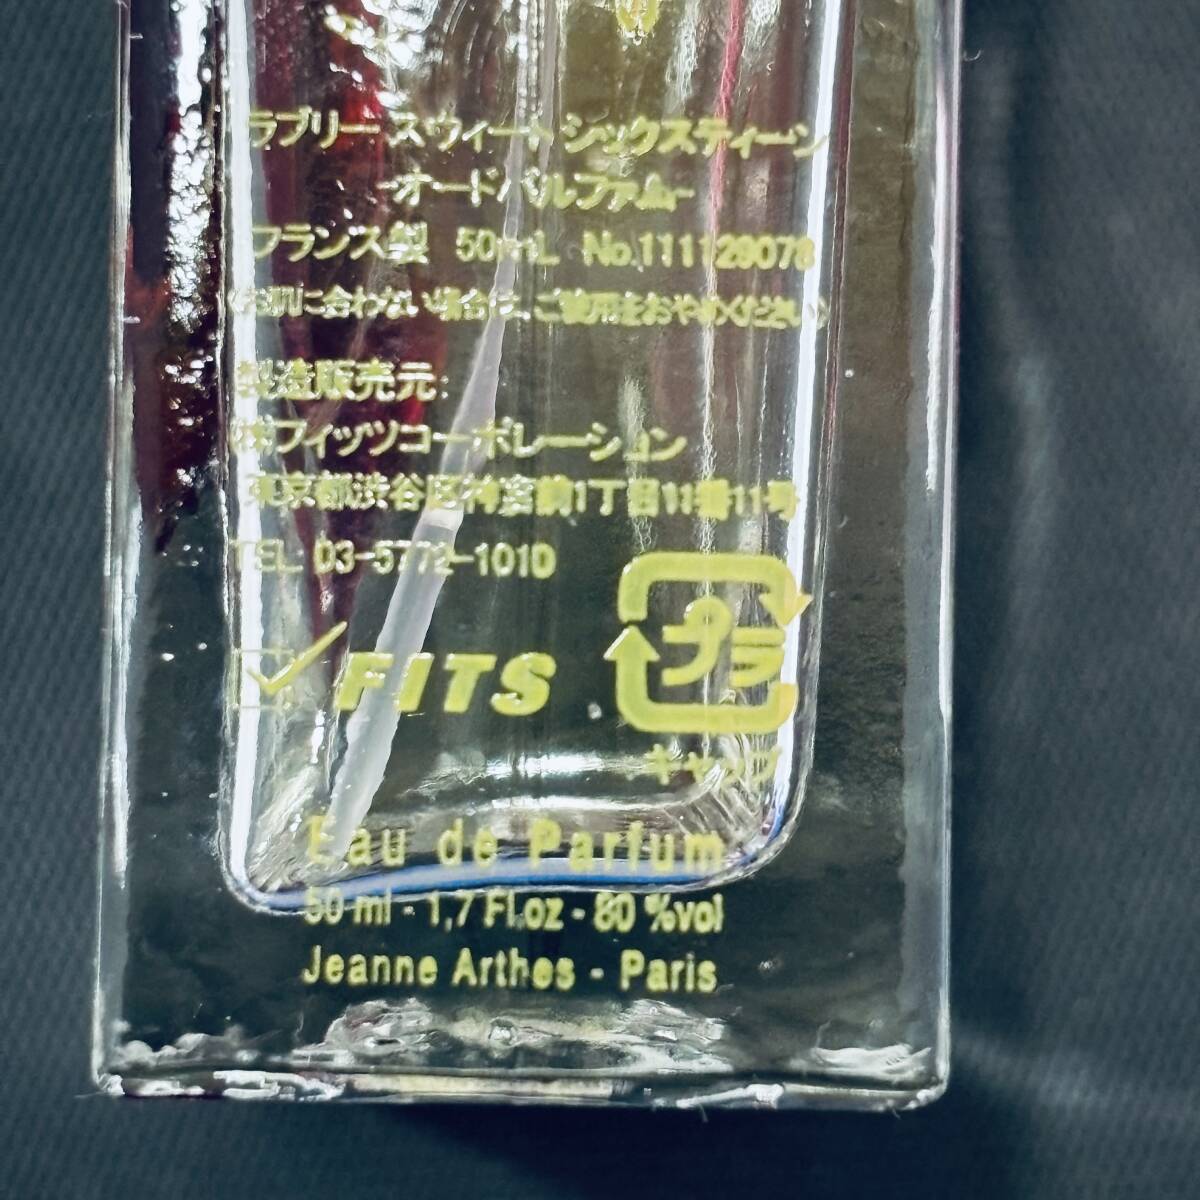 ラブリー スウィート シックスティーン
オードパルファム
フランス製 50mL No.111129078
(お肌に合わない場合は、ご使用をおやめください)
製造販売元:
㈱フィッツコーポレーション
東京都渋谷区神宮前1丁目11番11号
TEL 03-5772-1010
FITS
プラ
キャップ
Eau de Parfum
50 ml - 1,7 Fl.oz - 80 %vol
Jeanne Arthes - Paris